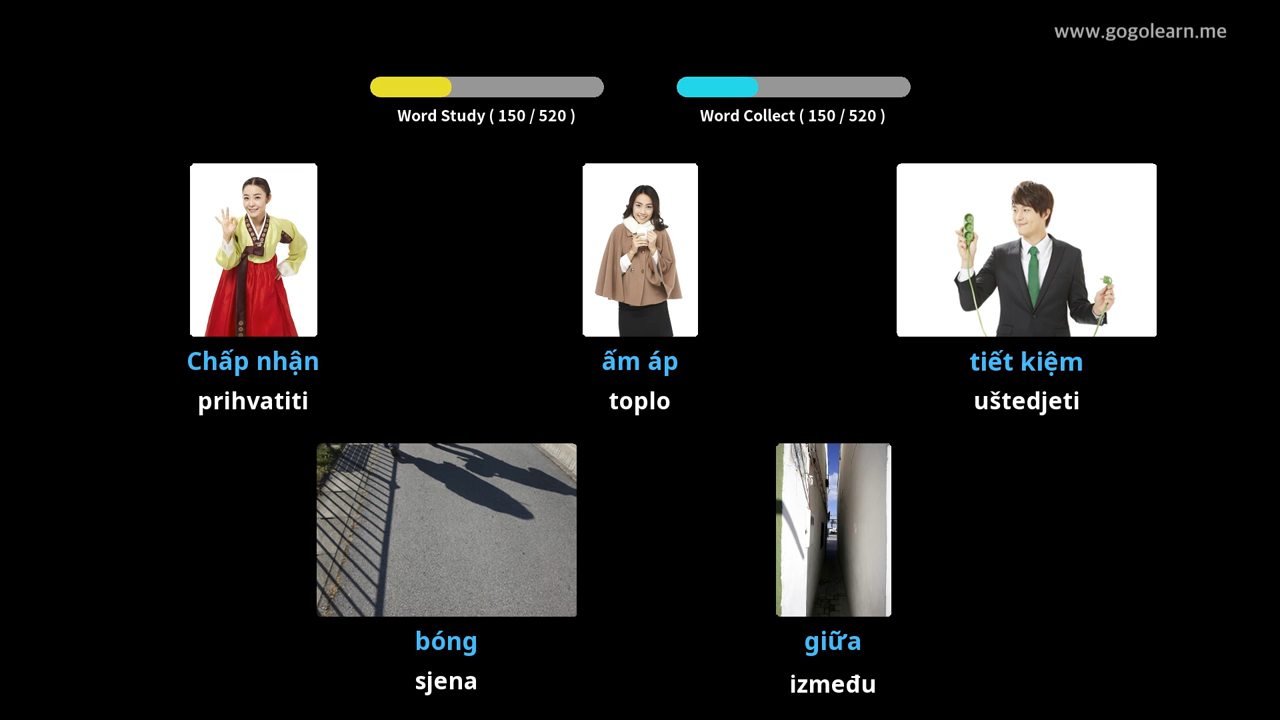 www.gogolearn.me
Word Study ( 150 / 520 )
Word Collect ( 150 / 520 )
Chấp nhận
prihvatiti
ấm áp
toplo
tiết kiệm
uštedjeti
bóng
sjena
giữa
između